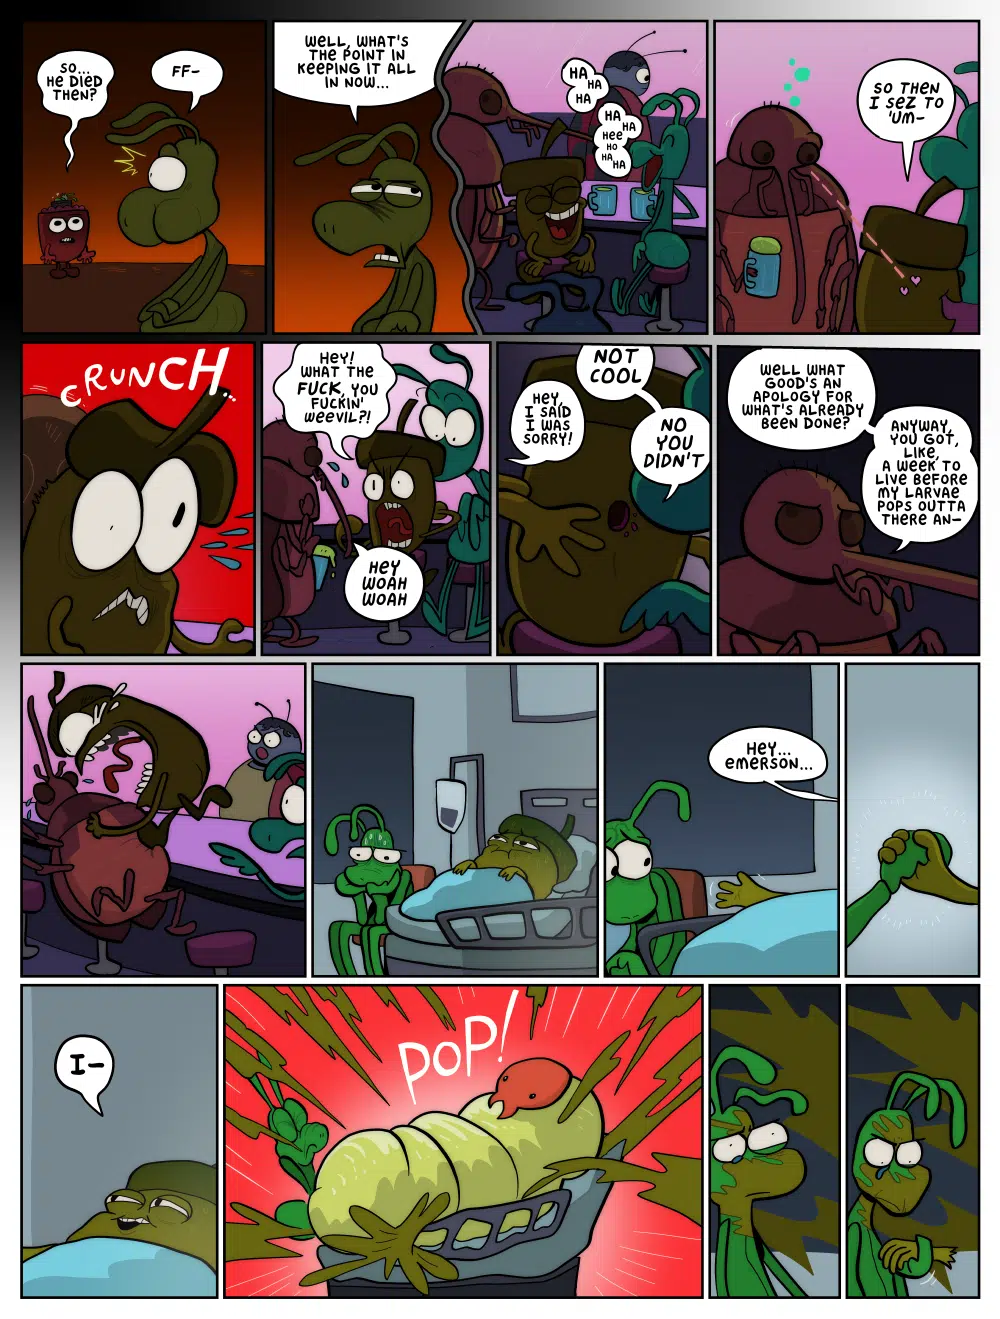 SO...
HE DIED
THEN?
FF-
WELL, WHAT'S
THE POINT IN
KEEPING IT ALL
IN NOW...
HA
HA
HA
HA
HA
HEE
HO
HA
HA
SO THEN
I SEZ TO
'UM-
CRUNCH...
HEY!
WHAT THE
FUCK, YOU
FUCKIN'
WEEVIL?!
HEY
WOAH
WOAH
HEY,
I SAID
I WAS
SORRY!
NOT
COOL
NO
YOU
DIDN'T
WELL WHAT
GOOD'S AN
APOLOGY FOR
WHAT'S ALREADY
BEEN DONE?
ANYWAY,
YOU GOT,
LIKE,
A WEEK TO
LIVE BEFORE
MY LARVAE
POPS OUTTA
THERE AN-
HEY...
EMERSON...
I-
POP!